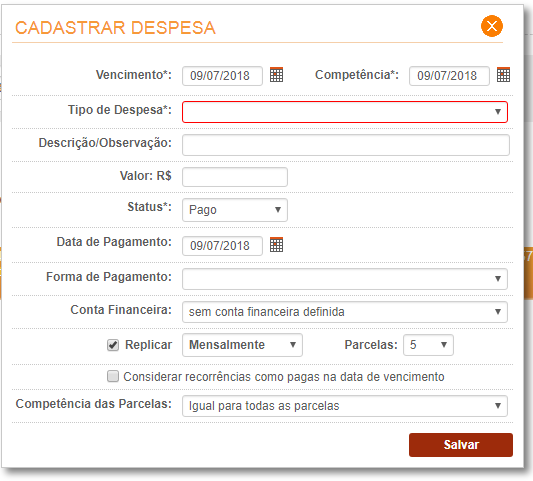 CADASTRAR DESPESA
Vencimento*: 09/07/2018 Competência*: 09/07/2018
Tipo de Despesa*:
Descrição/Observação:
Valor: R$
Status*: Pago
Data de Pagamento: 09/07/2018
Forma de Pagamento:
Conta Financeira: sem conta financeira definida
Replicar Mensalmente Parcelas: 5
Considerar recorrências como pagas na data de vencimento
Competência das Parcelas: Igual para todas as parcelas
Salvar